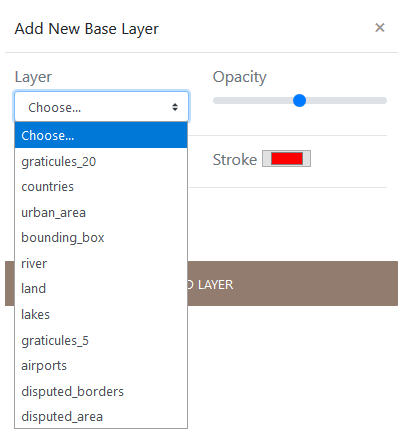 Add New Base Layer ×
Layer
Opacity
Choose...
Choose...
graticules_20
countries
Stroke
urban_area
bounding_box
river
land
LAYER
lakes
graticules_5
airports
disputed_borders
disputed_area